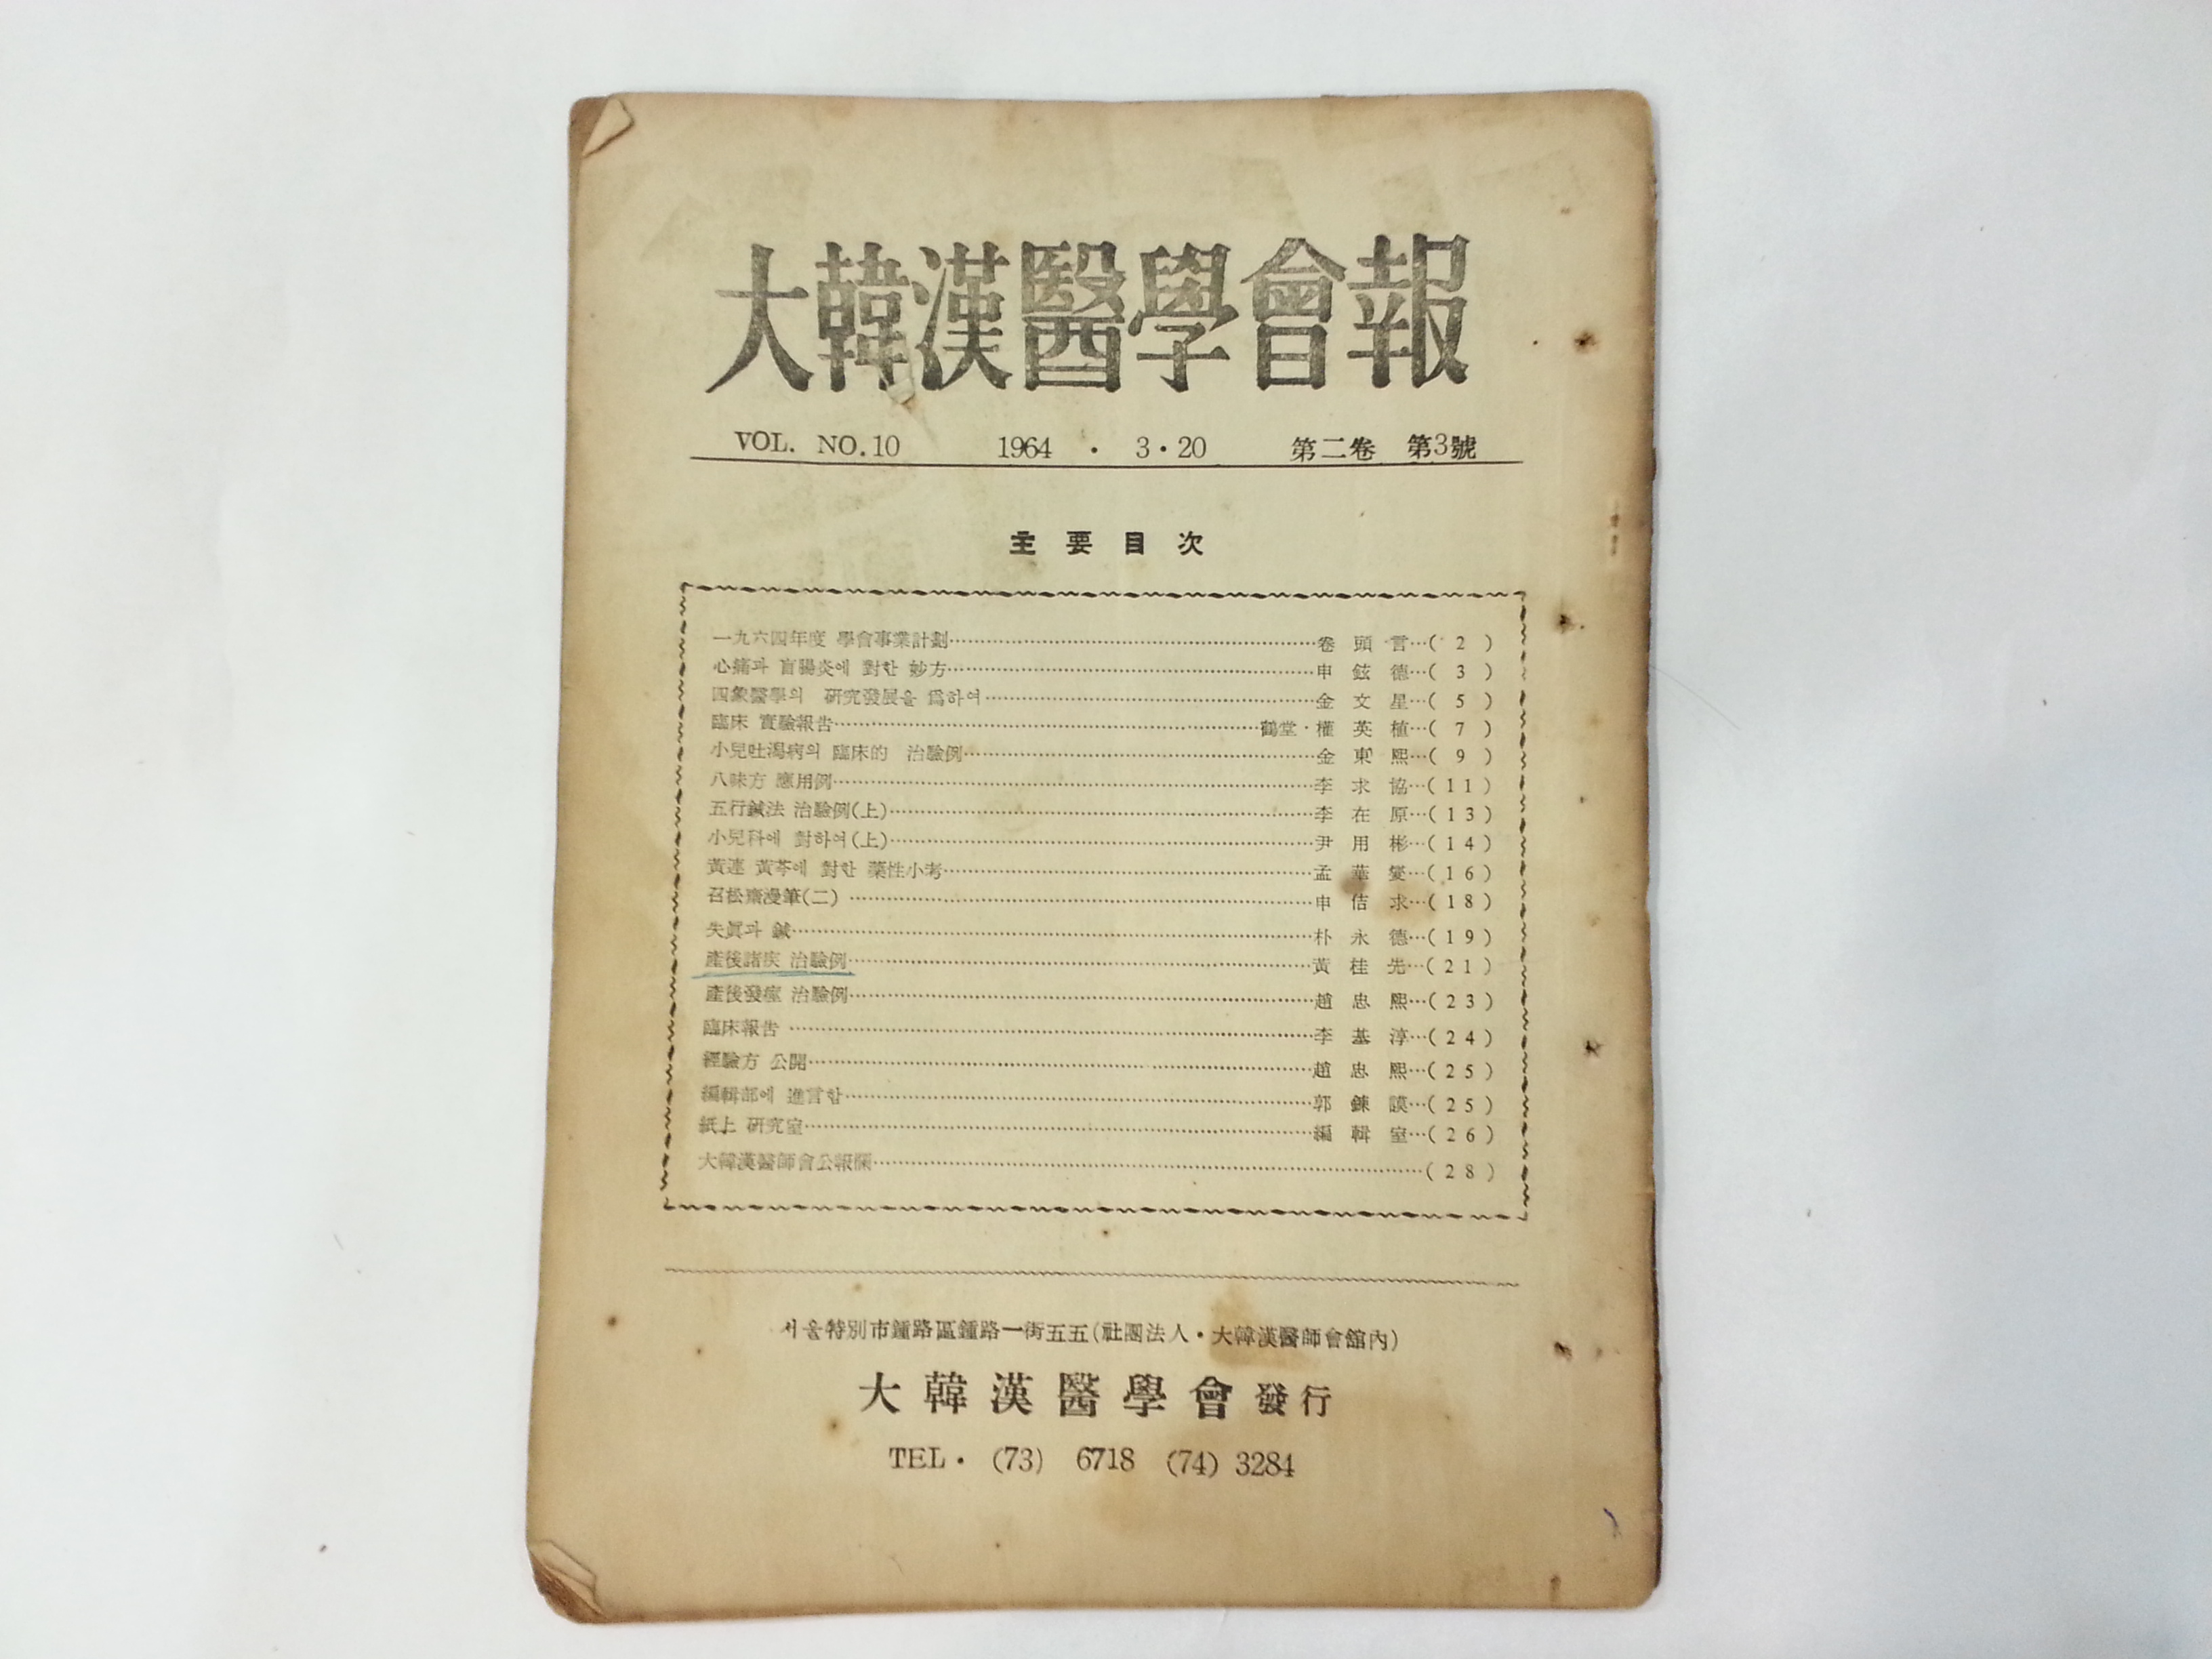 大韓漢醫學會報
VOL. NO.10 1964 · 3·20 第二卷 第3號
主要目次
一九六四年度 學會事業計劃…卷頭言…(2)
心痛과 盲腸炎에 對한 妙方…申鉉德…(3)
四象醫學의 研究發展을 爲하여…金文星…(5)
臨床 實驗報告…鶴堂·權英植…(7)
小兒吐瀉病의 臨床的 治驗例…金東熙…(9)
八味方 應用例…李求協…(11)
五行鍼法 治驗例(上)…李在原…(13)
小兒科에 對하여(上)…尹用彬…(14)
黃連 黃芩에 對한 藥性小考…孟華燮…(16)
召松齋漫筆(二)…申佶求…(18)
失眞과 鍼…朴永德…(19)
產後諸疾 治驗例…黃桂先…(21)
產後發痙 治驗例…趙忠熙…(23)
臨床報告…李基淳…(24)
經驗方 公開…趙忠熙…(25)
編輯部에 進言함…郭鍊謨…(25)
紙上 研究室…編輯室…(26)
大韓漢醫師會公報欄…(28)
서울特別市鍾路區鍾路一街五五(社團法人·大韓漢醫師會舘內)
大韓漢醫學會發行
TEL· (73) 6718 (74) 3284